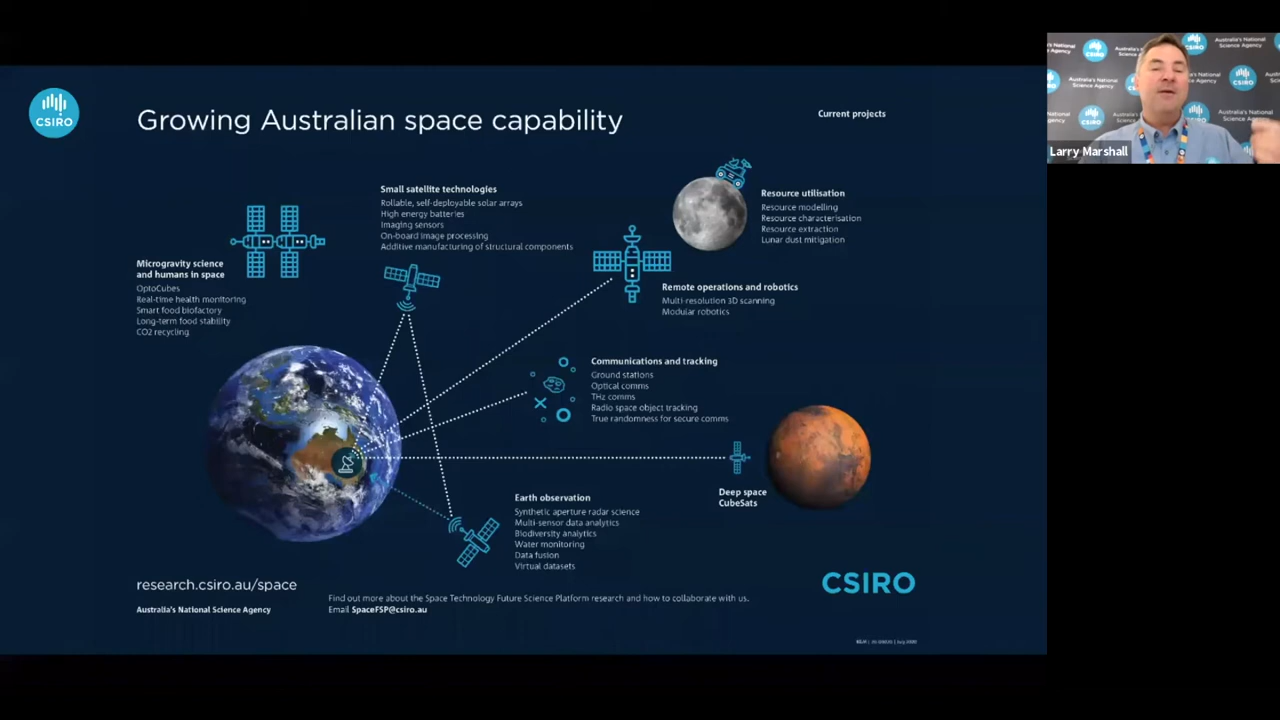 CSIRO
Growing Australian space capability
Current projects
Small satellite technologies
Rollable, self-deployable solar arrays
High energy batteries
Imaging sensors
On-board image processing
Additive manufacturing of structural components
Resource utilisation
Resource modelling
Resource characterisation
Resource extraction
Lunar dust mitigation
Microgravity science
and humans in space
OptoCubes
Real-time health monitoring
Smart food biofactory
Long-term food stability
CO2 recycling
Remote operations and robotics
Multi-resolution 3D scanning
Modular robotics
Communications and tracking
Ground stations
Optical comms
THz comms
Radio space object tracking
True randomness for secure comms
Deep space
CubeSats
Earth observation
Synthetic aperture radar science
Multi-sensor data analytics
Biodiversity analytics
Water monitoring
Data fusion
Virtual datasets
research.csiro.au/space
Australia's National Science Agency
Find out more about the Space Technology Future Science Platform research and how to collaborate with us.
Email SpaceFSP@csiro.au
CSIRO
Larry Marshall
Australia's National
Science Agency
CSIRO